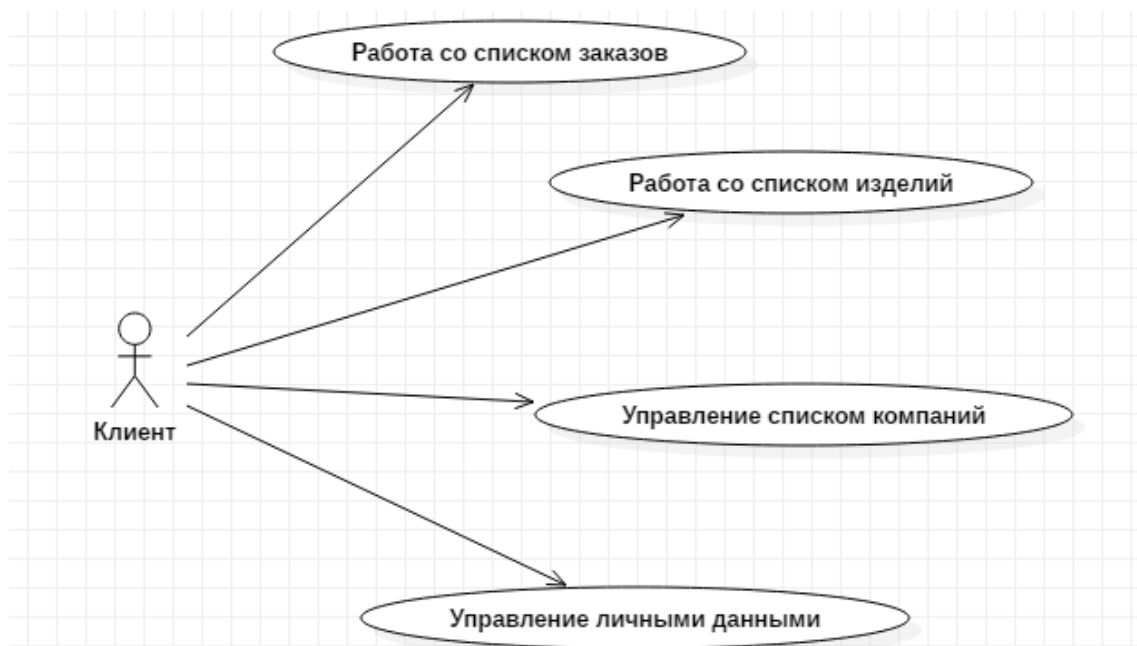 Работа со списком заказов
Работа со списком изделий
Клиент
Управление списком компаний
Управление личными данными